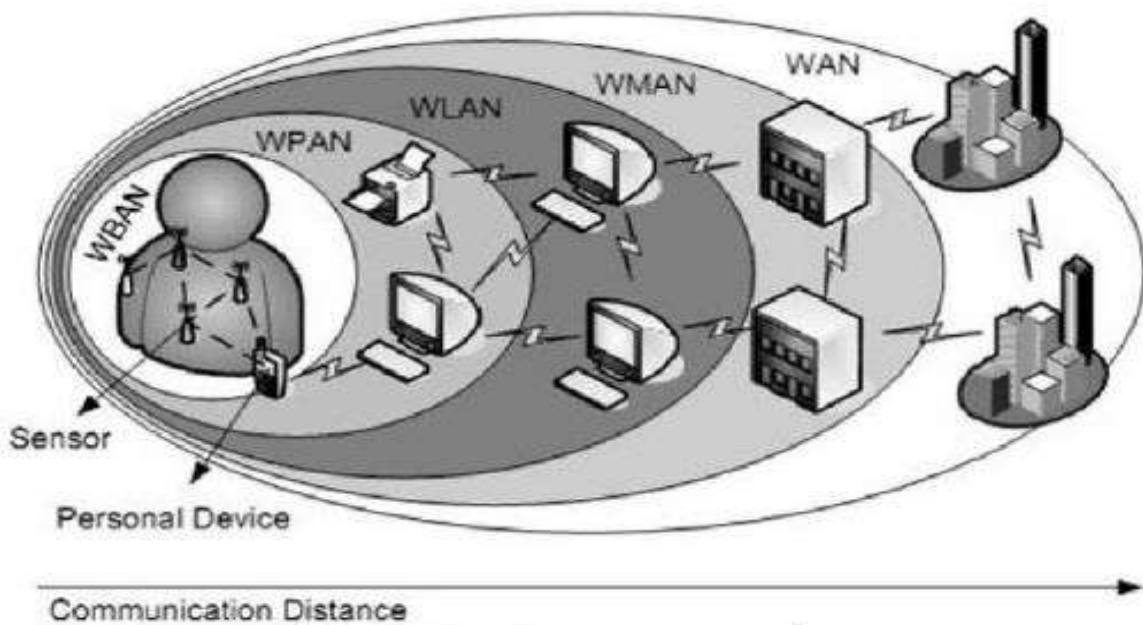 WAN
WMAN
WLAN
WPAN
WBAN
Sensor
Personal Device
Communication Distance